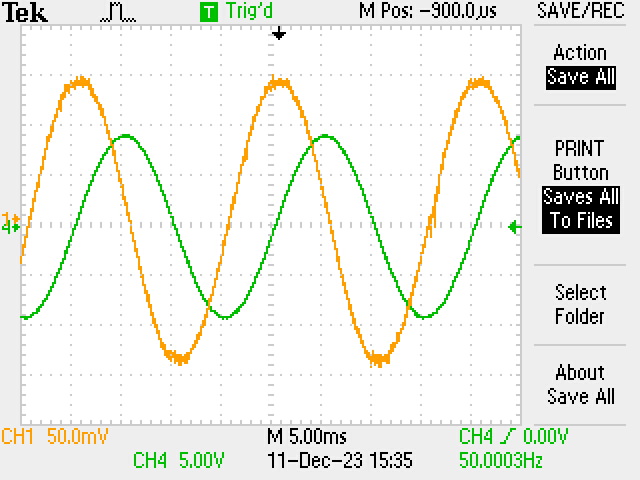 Tek Trig'd M Pos: -900.0µs SAVE/REC
Action
Save All
PRINT
Button
Saves All
To Files
Select
Folder
About
Save All
1
4
CH1 50.0mV M 5.00ms CH4 0.00V
CH4 5.00V 11-Dec-23 15:35 50.0003Hz